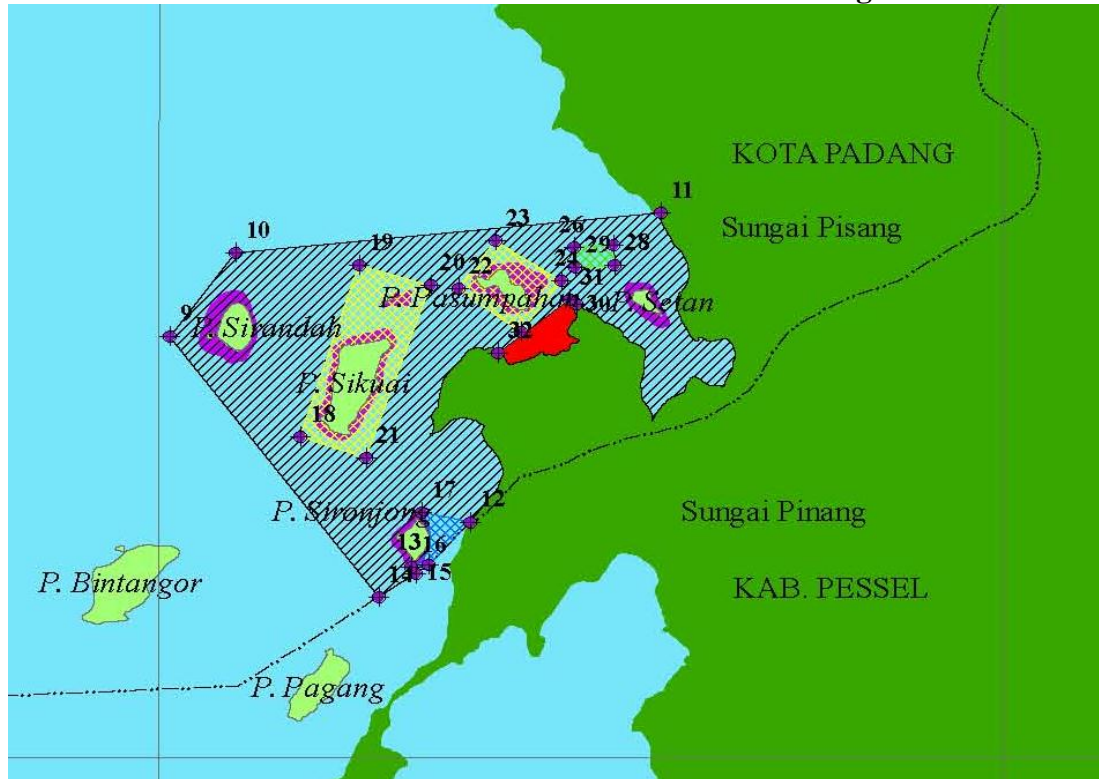 KOTA PADANG
11
Sungai Pisang
10
23
26
28
29
19
24
20
22
31
P. Pasumpahan
30
P. Setan
9
P. Sirandah
32
P. Sikuai
18
21
17
12
P. Sironjong
Sungai Pinang
13
16
14
15
P. Bintangor
KAB. PESSEL
P. Pagang